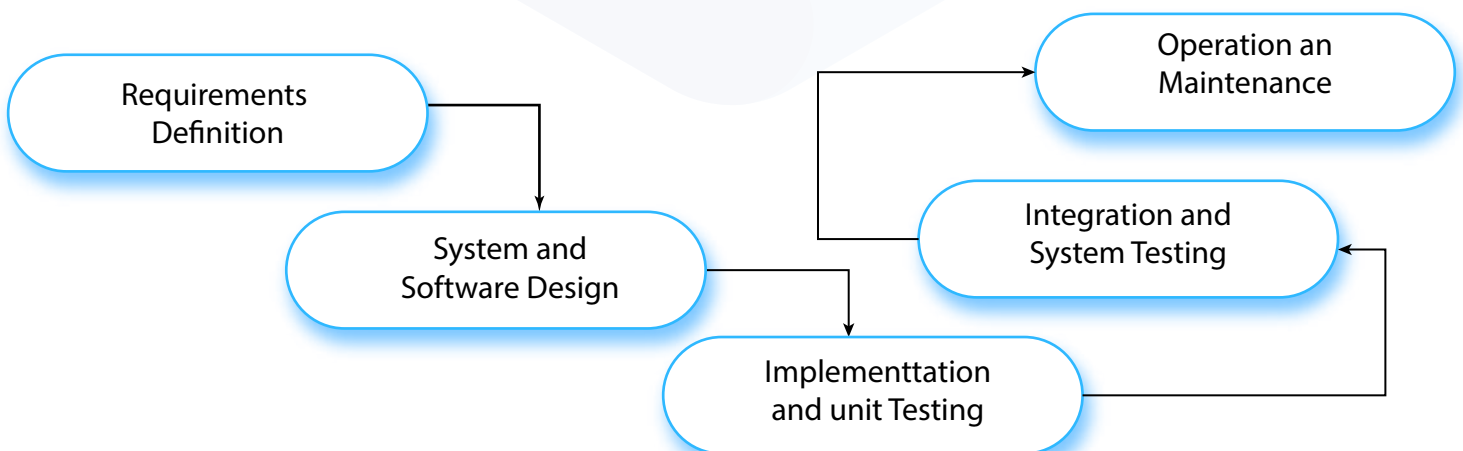 Requirements
Definition
System and
Software Design
Implementtation
and unit Testing
Integration and
System Testing
Operation an
Maintenance